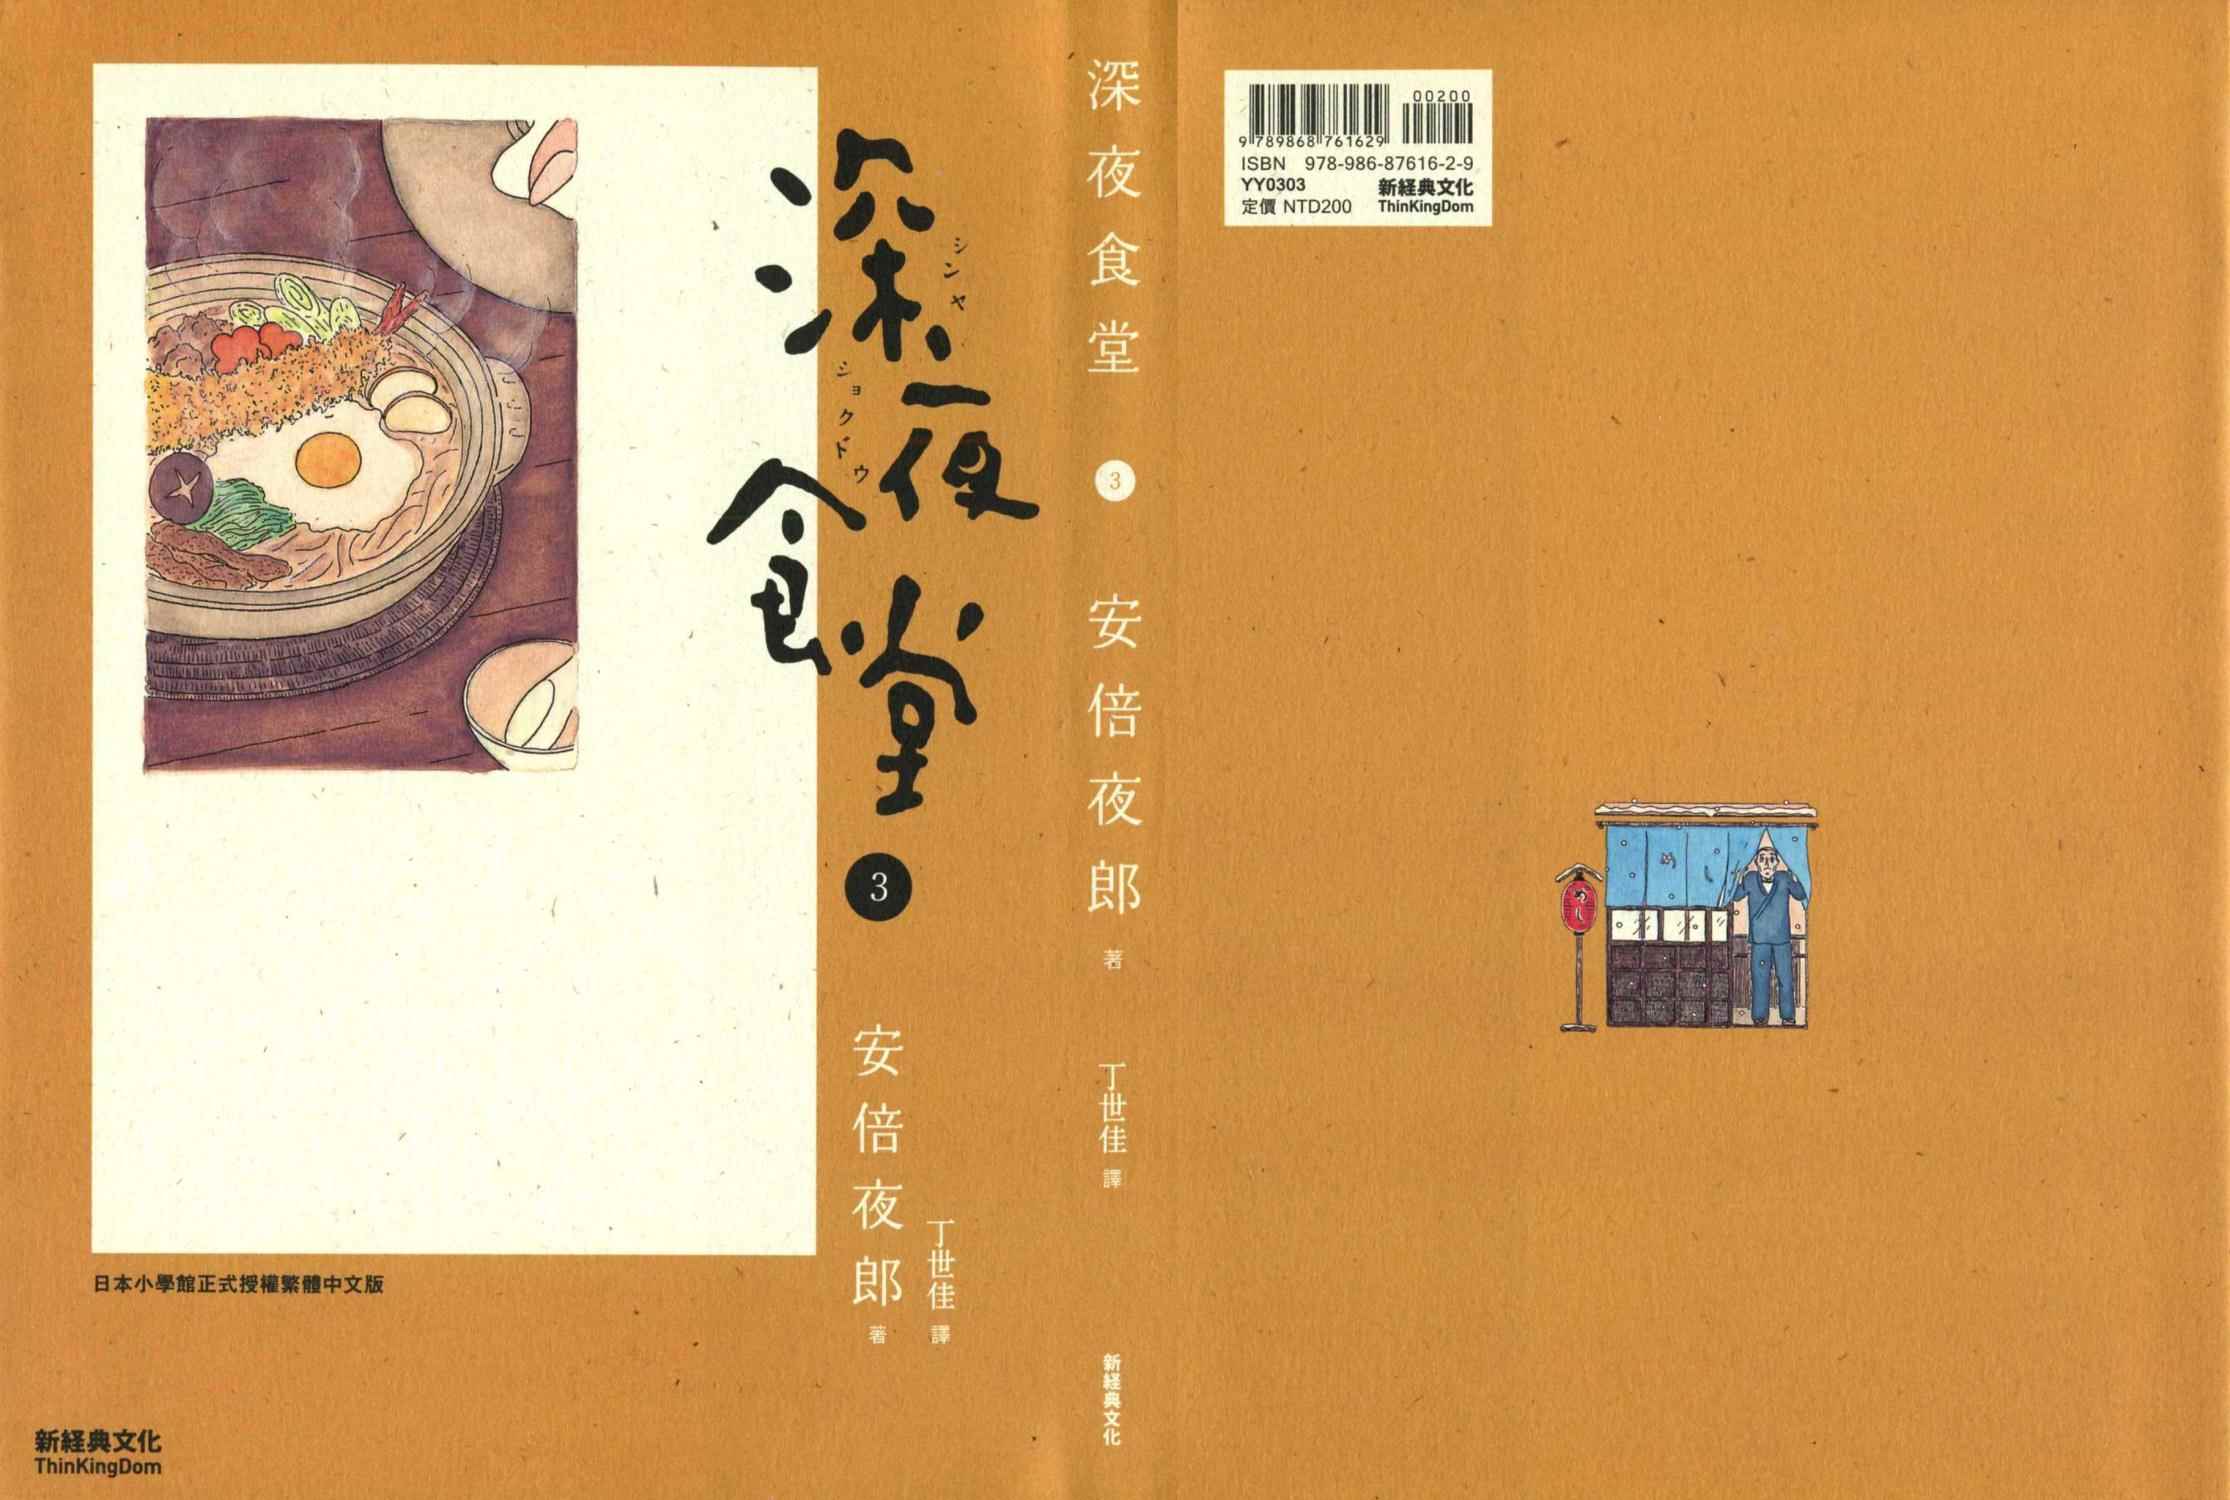 深夜食堂
シンヤ
ショクドウ
3
安倍夜郎 著
丁世佳 譯
日本小學館正式授權繁體中文版
新経典文化
ThinKingDom
深夜食堂 3 安倍夜郎 著 丁世佳 譯 新経典文化
00200
9 789868 761629
ISBN 978-986-87616-2-9
YY0303
定價 NTD200
新経典文化
ThinKingDom
めし
めし